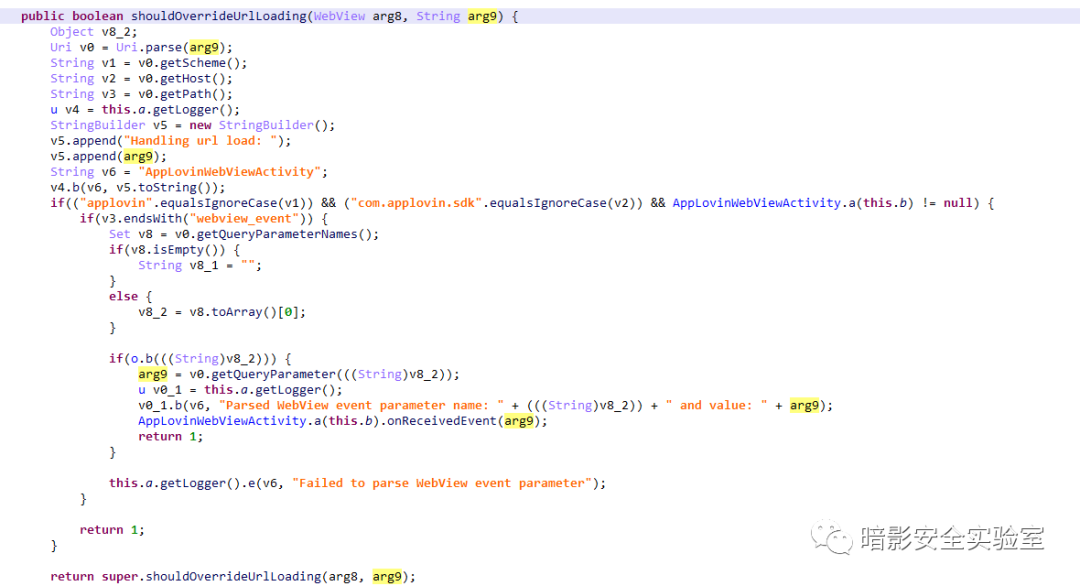 public boolean shouldOverrideUrlLoading(WebView arg8, String arg9) {
    Object v8_2;
    Uri v0 = Uri.parse(arg9);
    String v1 = v0.getScheme();
    String v2 = v0.getHost();
    String v3 = v0.getPath();
    u v4 = this.a.getLogger();
    StringBuilder v5 = new StringBuilder();
    v5.append("Handling url load: ");
    v5.append(arg9);
    String v6 = "AppLovinWebViewActivity";
    v4.b(v6, v5.toString());
    if(("applovin".equalsIgnoreCase(v1)) && ("com.applovin.sdk".equalsIgnoreCase(v2)) && AppLovinWebViewActivity.a(this.b) != null) {
        if(v3.endsWith("webview_event")) {
            Set v8 = v0.getQueryParameterNames();
            if(v8.isEmpty()) {
                String v8_1 = "";
            }
            else {
                v8_2 = v8.toArray()[0];
            }
            if(o.b(((String)v8_2))) {
                arg9 = v0.getQueryParameter(((String)v8_2));
                u v0_1 = this.a.getLogger();
                v0_1.b(v6, "Parsed WebView event parameter name: " + (((String)v8_2)) + " and value: " + arg9);
                AppLovinWebViewActivity.a(this.b).onReceivedEvent(arg9);
                return 1;
            }
            this.a.getLogger().e(v6, "Failed to parse WebView event parameter");
        }
        return 1;
    }
    return super.shouldOverrideUrlLoading(arg8, arg9);
暗影安全实验室